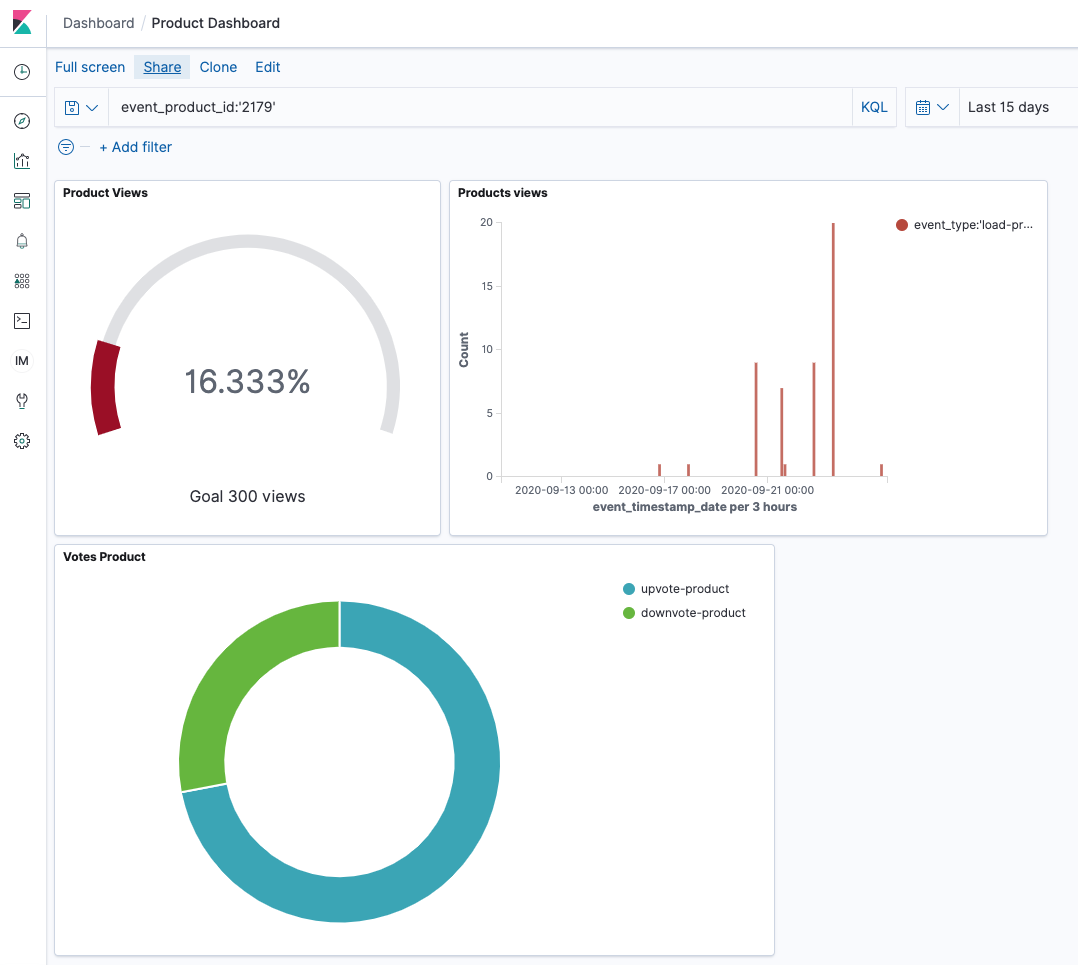 Dashboard / Product Dashboard
Full screen Share Clone Edit
event_product_id:'2179' KQL Last 15 days
+ Add filter
IM
Product Views
16.333%
Goal 300 views
Products views
20
15
10
5
0
Count
2020-09-13 00:00 2020-09-17 00:00 2020-09-21 00:00
event_timestamp_date per 3 hours
event_type:'load-pr...
Votes Product
upvote-product
downvote-product